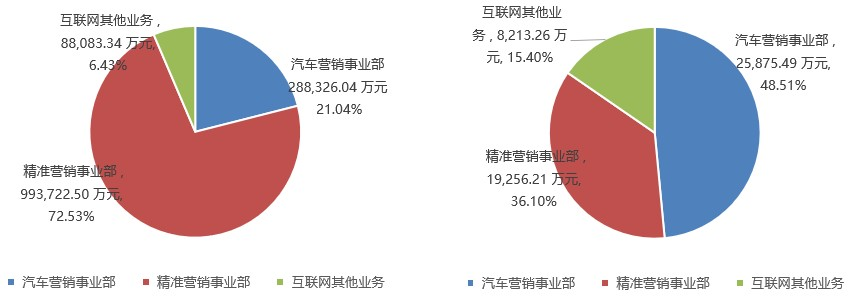 互联网其他业务 ,
88,083.34 万元,
6.43%
汽车营销事业部
288,326.04 万元
21.04%
精准营销事业部 ,
993,722.50 万元,
72.53%
汽车营销事业部
精准营销事业部
互联网其他业务
互联网其他业
务 , 8,213.26 万
元, 15.40%
汽车营销事业部 ,
25,875.49 万元,
48.51%
精准营销事业部 ,
19,256.21 万元,
36.10%
汽车营销事业部
精准营销事业部
互联网其他业务